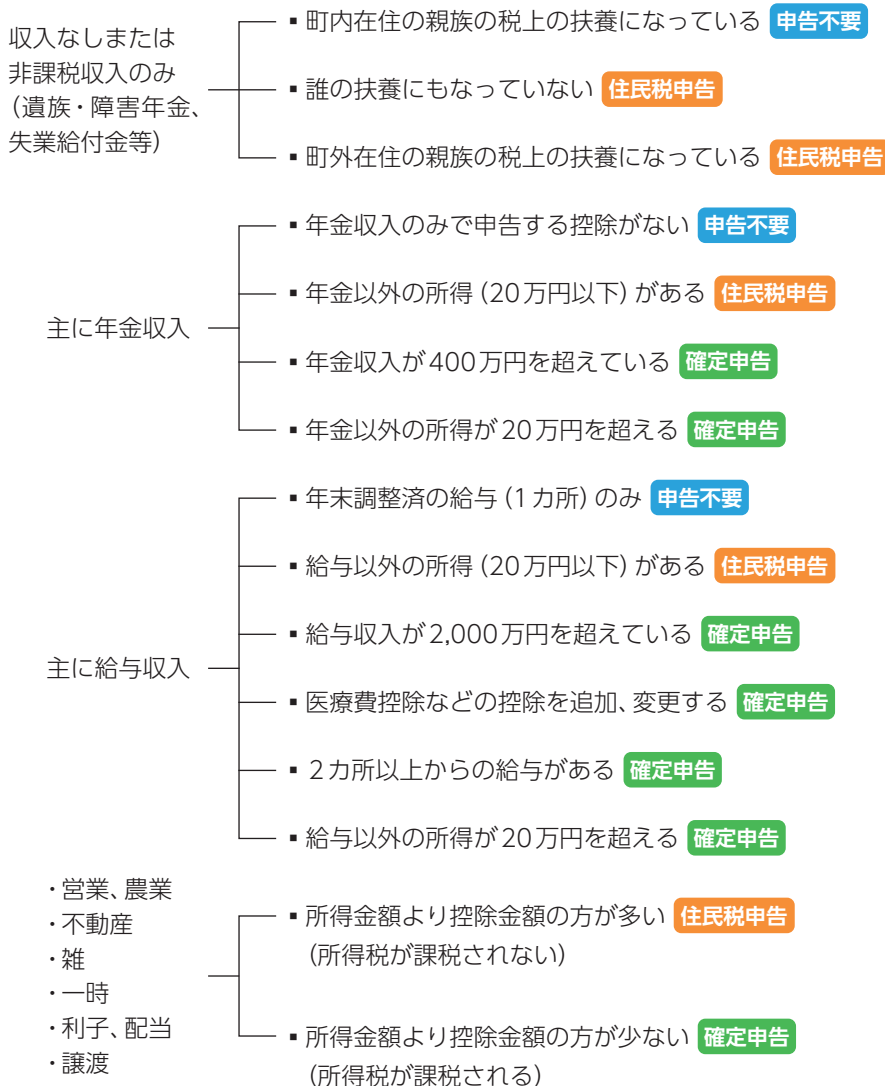 収入なしまたは
非課税収入のみ
（遺族・障害年金、
失業給付金等）
▪ 町内在住の親族の税上の扶養になっている 申告不要
▪ 誰の扶養にもなっていない 住民税申告
▪ 町外在住の親族の税上の扶養になっている 住民税申告
主に年金収入
▪ 年金収入のみで申告する控除がない 申告不要
▪ 年金以外の所得（20万円以下）がある 住民税申告
▪ 年金収入が400万円を超えている 確定申告
▪ 年金以外の所得が20万円を超える 確定申告
主に給与収入
▪ 年末調整済の給与（1カ所）のみ 申告不要
▪ 給与以外の所得（20万円以下）がある 住民税申告
▪ 給与収入が2,000万円を超えている 確定申告
▪ 医療費控除などの控除を追加、変更する 確定申告
▪ 2カ所以上からの給与がある 確定申告
▪ 給与以外の所得が20万円を超える 確定申告
・営業、農業
・不動産
・雑
・一時
・利子、配当
・譲渡
▪ 所得金額より控除金額の方が多い 住民税申告
（所得税が課税されない）
▪ 所得金額より控除金額の方が少ない 確定申告
（所得税が課税される）